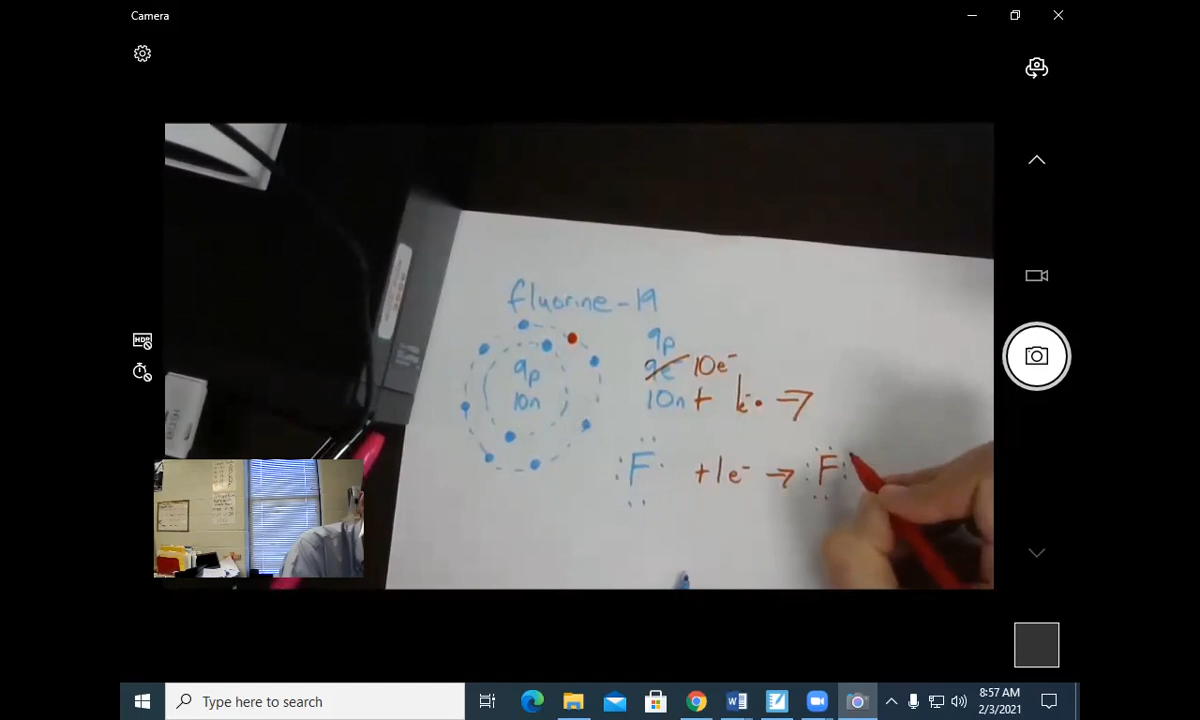 Camera
fluorine-19
9p
9e⁻ 10e⁻
10n + e⁻ →
9p
10n
F +1e⁻ → F
Type here to search
8:57 AM
2/3/2021